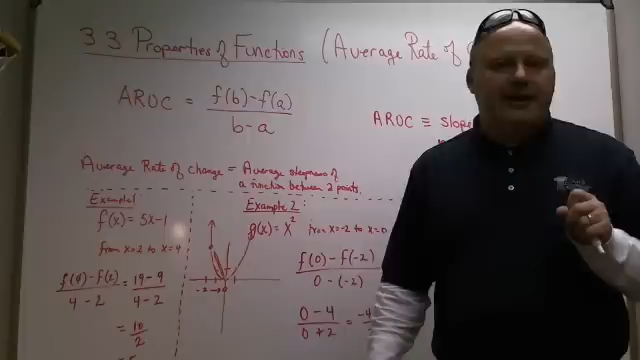 3.3 Properties of Functions (Average Rate of
AROC = f(b)-f(a)
b-a
AROC ≡ slope
Average Rate of change = Average steepness of
a function between 2 points.
Example 1
f(x) = 5x-1
from x=2 to x=4
f(4)-f(2) = 19-9
4-2 4-2
= 10
2
Example 2:
g(x) = x²
from x=-2 to x=0
f(0)-f(-2)
0-(-2)
0-4 = -4
0+2
-2→0